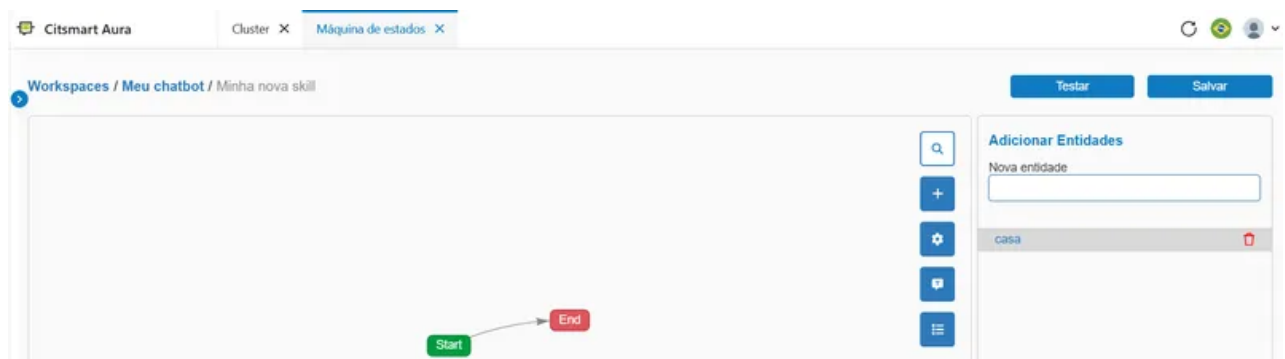 Citsmart Aura
Cluster
Máquina de estados
Workspaces / Meu chatbot / Minha nova skill
Testar
Salvar
Adicionar Entidades
Nova entidade
casa
End
Start